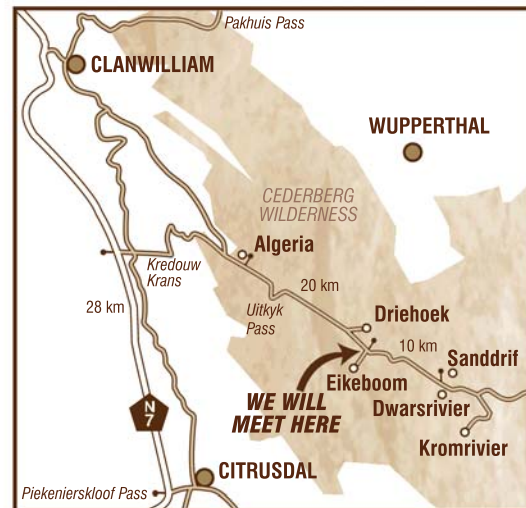 Pakhuis Pass
CLANWILLIAM
WUPPERTHAL
CEDERBERG
WILDERNESS
Algeria
Kredouw
Krans
20 km
28 km
Uitkyk
Pass
Driehoek
10 km
Sanddrif
Eikeboom
WE WILL
MEET HERE
Dwarsrivier
N
7
Kromrivier
CITRUSDAL
Piekenierskloof Pass